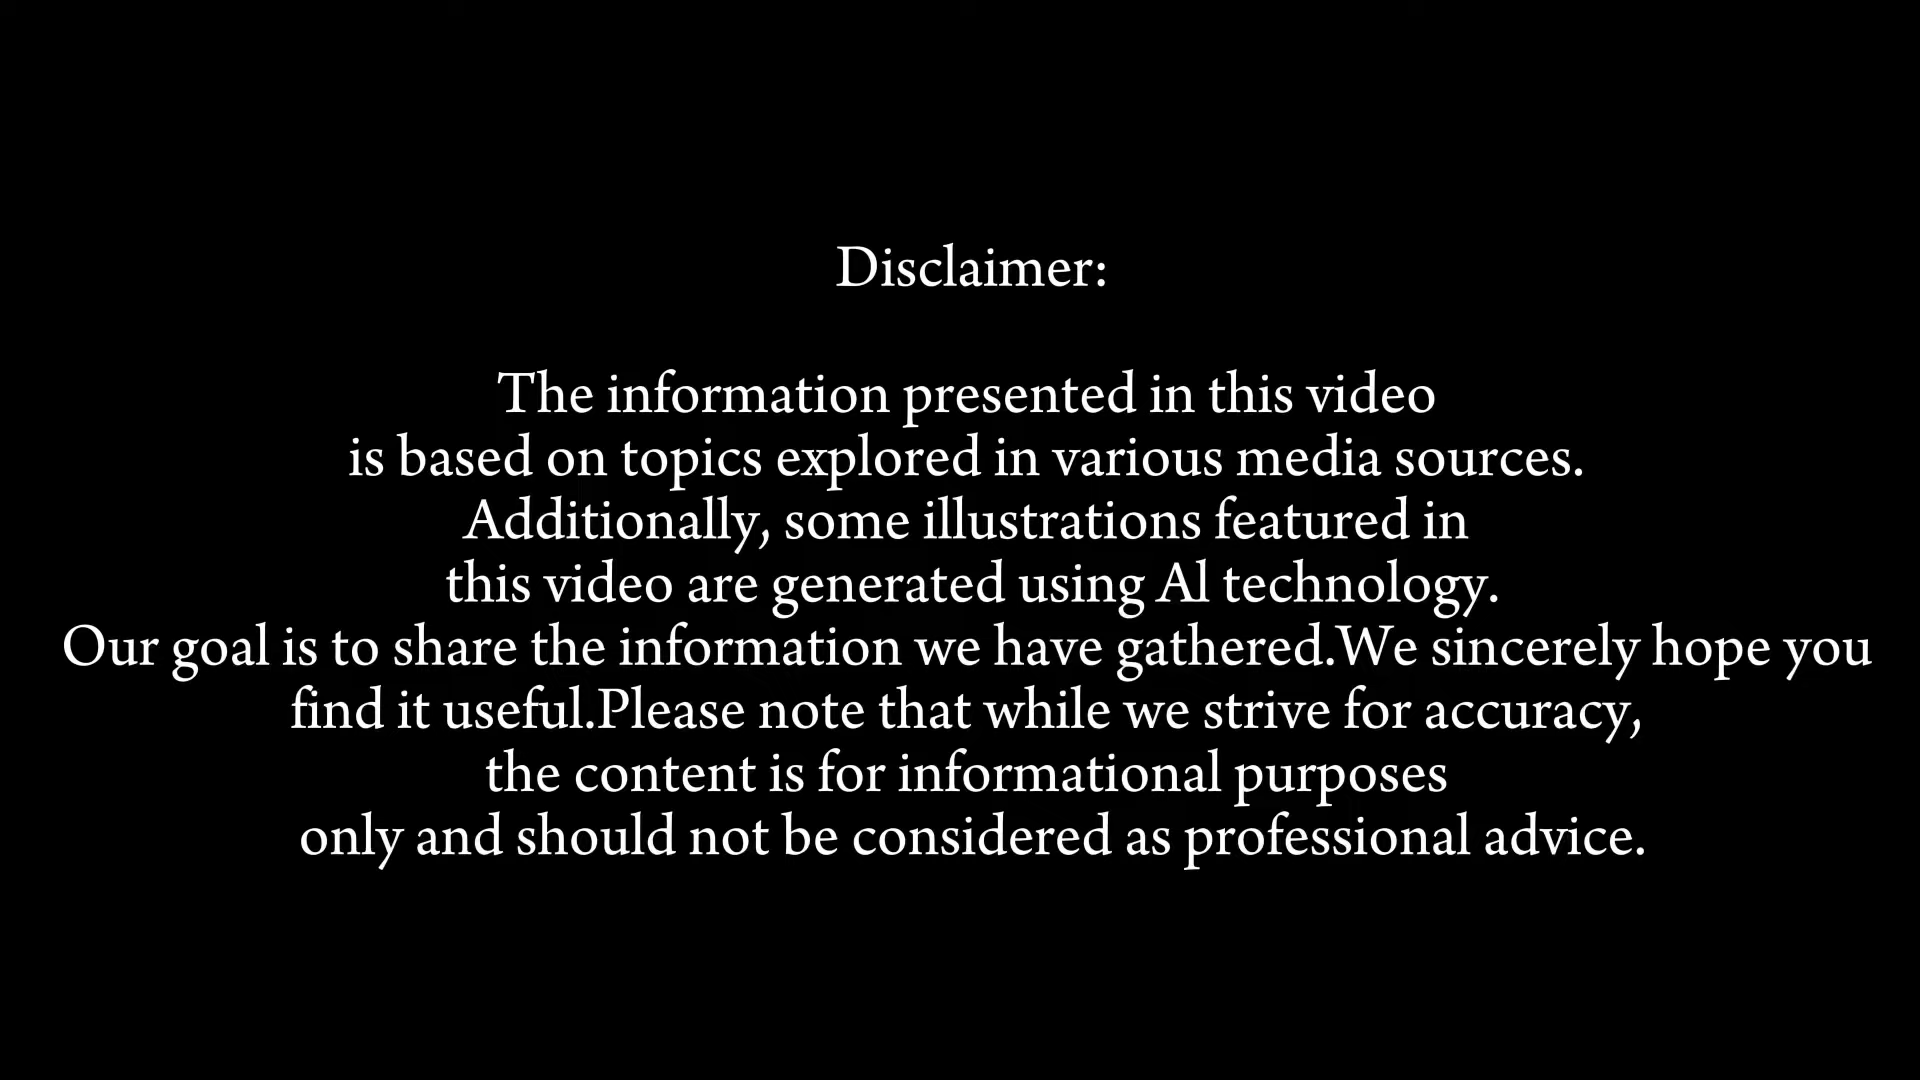 Disclaimer:
The information presented in this video
is based on topics explored in various media sources.
Additionally, some illustrations featured in
this video are generated using Al technology.
Our goal is to share the information we have gathered.We sincerely hope you
find it useful.Please note that while we strive for accuracy,
the content is for informational purposes
only and should not be considered as professional advice.